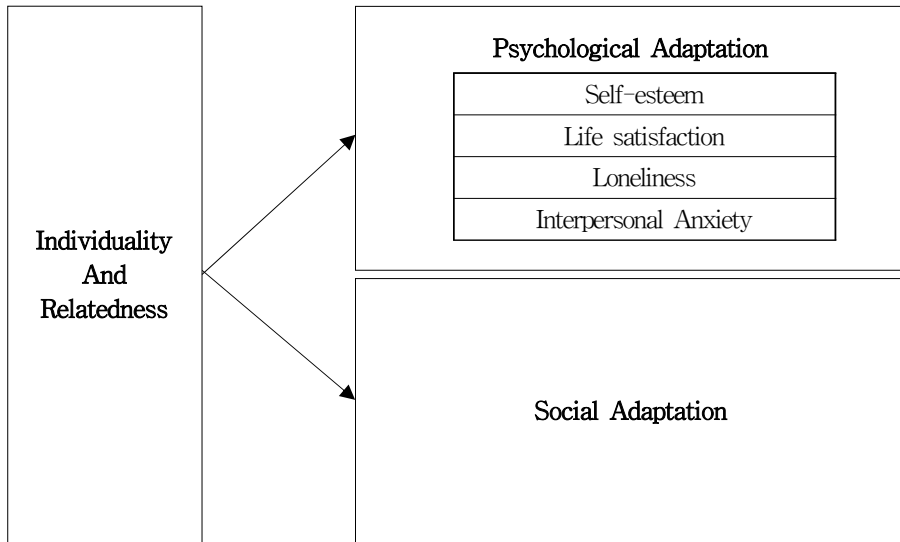 Individuality
And
Relatedness
Psychological Adaptation
Self-esteem
Life satisfaction
Loneliness
Interpersonal Anxiety
Social Adaptation